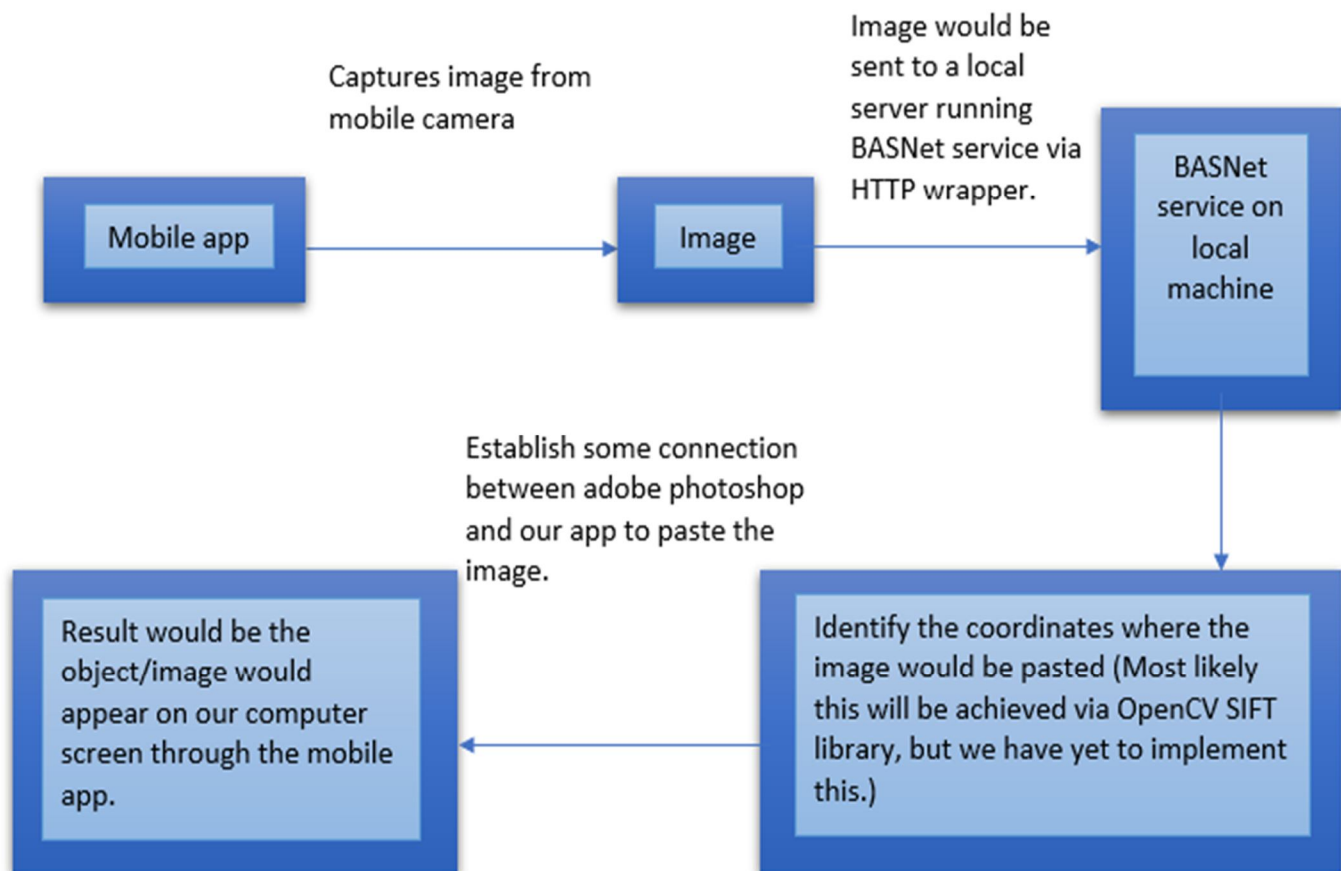 Captures image from
mobile camera
Image would be
sent to a local
server running
BASNet service via
HTTP wrapper.
Mobile app
Image
BASNet
service on
local
machine
Establish some connection
between adobe photoshop
and our app to paste the
image.
Identify the coordinates where the
image would be pasted (Most likely
this will be achieved via OpenCV SIFT
library, but we have yet to implement
this.)
Result would be the
object/image would
appear on our computer
screen through the mobile
app.